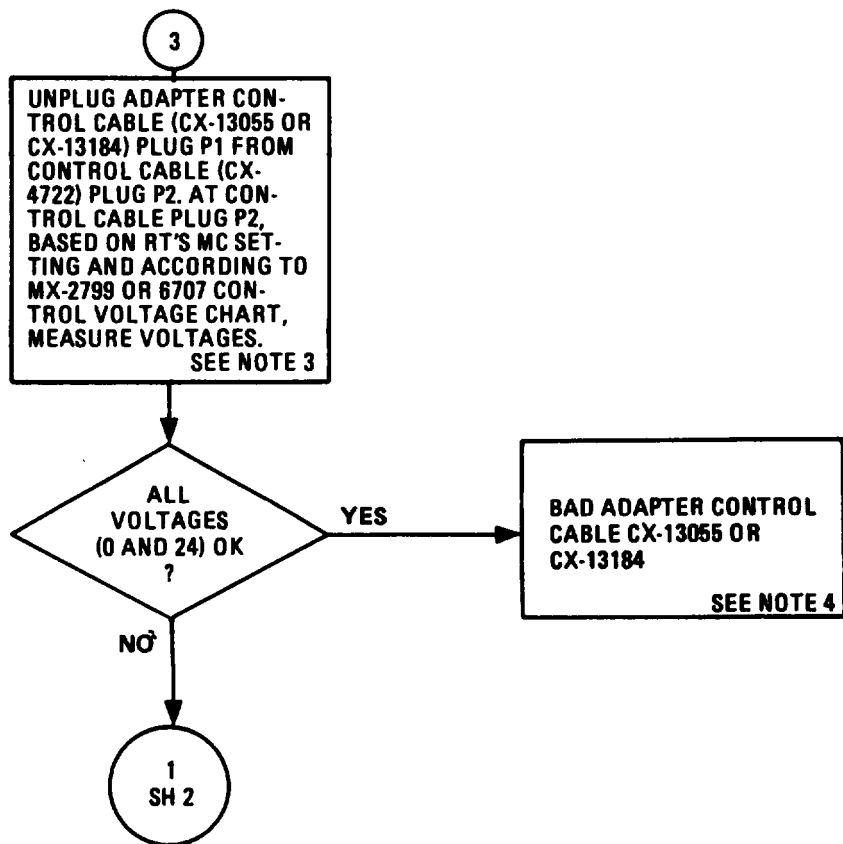 3
UNPLUG ADAPTER CON-
TROL CABLE (CX-13055 OR
CX-13184) PLUG P1 FROM
CONTROL CABLE (CX-
4722) PLUG P2. AT CON-
TROL CABLE PLUG P2,
BASED ON RT'S MC SET-
TING AND ACCORDING TO
MX-2799 OR 6707 CON-
TROL VOLTAGE CHART,
MEASURE VOLTAGES.
SEE NOTE 3
ALL
VOLTAGES
(0 AND 24) OK
?
YES
BAD ADAPTER CONTROL
CABLE CX-13055 OR
CX-13184
SEE NOTE 4
NO
1
SH 2